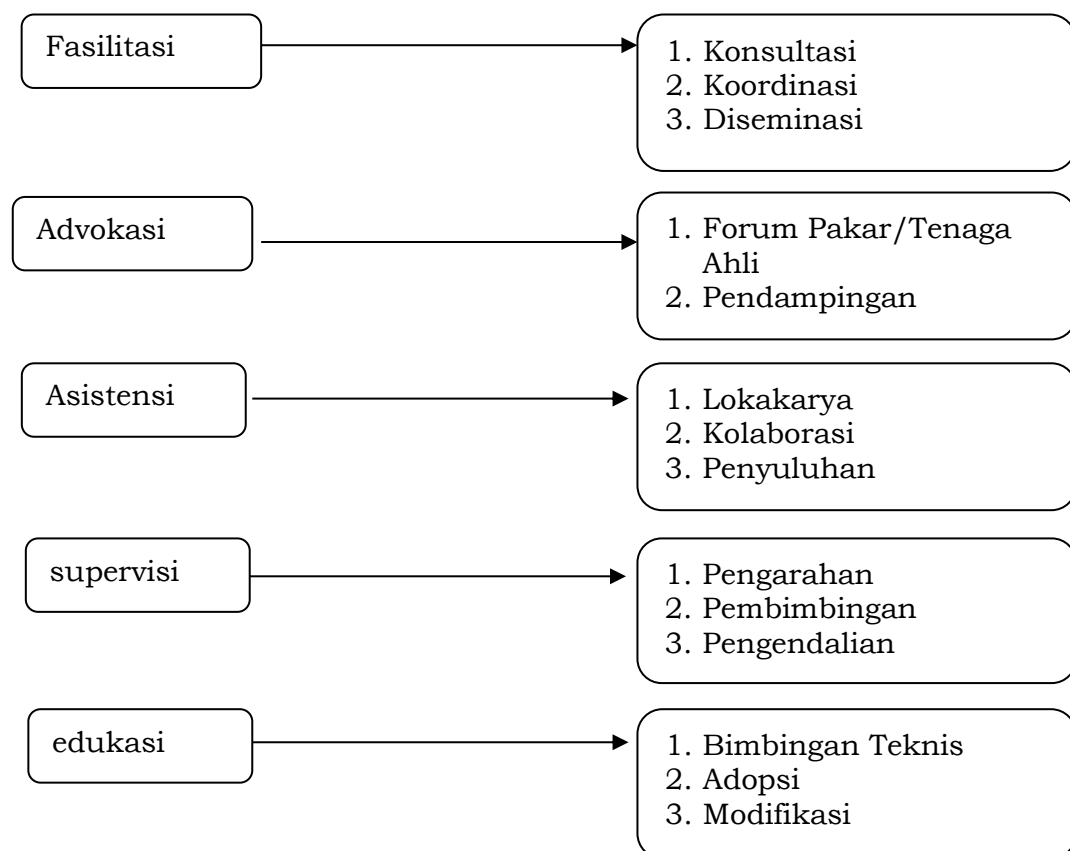 Fasilitasi
1. Konsultasi
2. Koordinasi
3. Diseminasi
Advokasi
1. Forum Pakar/Tenaga
Ahli
2. Pendampingan
Asistensi
1. Lokakarya
2. Kolaborasi
3. Penyuluhan
supervisi
1. Pengarahan
2. Pembimbingan
3. Pengendalian
edukasi
1. Bimbingan Teknis
2. Adopsi
3. Modifikasi